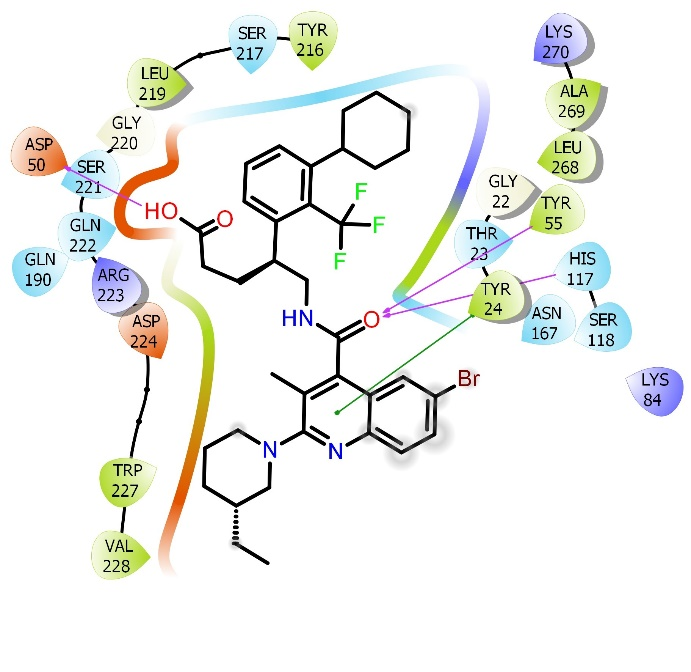 SER
217
TYR
216
LYS
270
LEU
219
ALA
269
GLY
220
ASP
50
LEU
268
SER
221
GLY
22
TYR
55
F
F
F
HO
O
GLN
222
THR
23
GLN
190
ARG
223
HIS
117
TYR
24
ASP
224
HN
O
ASN
167
SER
118
LYS
84
Br
N
N
TRP
227
VAL
228